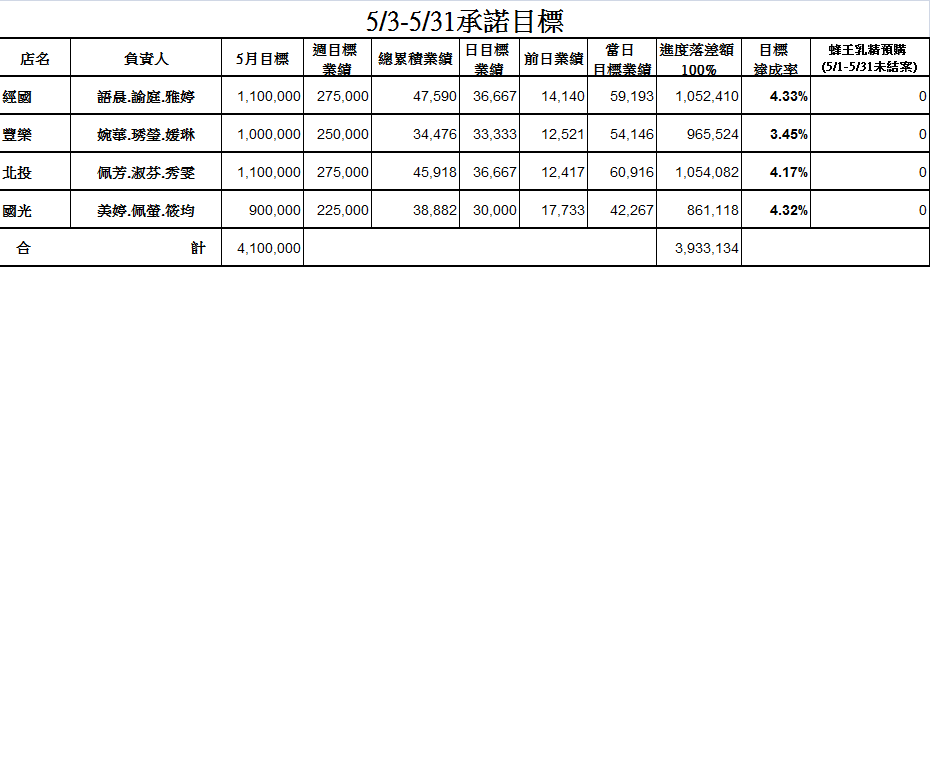 5/3-5/31承諾目標
店名 負責人 5月目標 週目標業績 總累積業績 日目標業績 前日業績 當日目標業績 進度落差額100% 目標達成率 蜂王乳精預購(5/1-5/31未結案)
經國 語晨.諭庭.雅婷 1,100,000 275,000 47,590 36,667 14,140 59,193 1,052,410 4.33% 0
豐樂 婉華.琇瑩.媛琳 1,000,000 250,000 34,476 33,333 12,521 54,146 965,524 3.45% 0
北投 佩芳.淑芬.秀雯 1,100,000 275,000 45,918 36,667 12,417 60,916 1,054,082 4.17% 0
國光 美婷.佩螢.筱均 900,000 225,000 38,882 30,000 17,733 42,267 861,118 4.32% 0
合 計 4,100,000 3,933,134